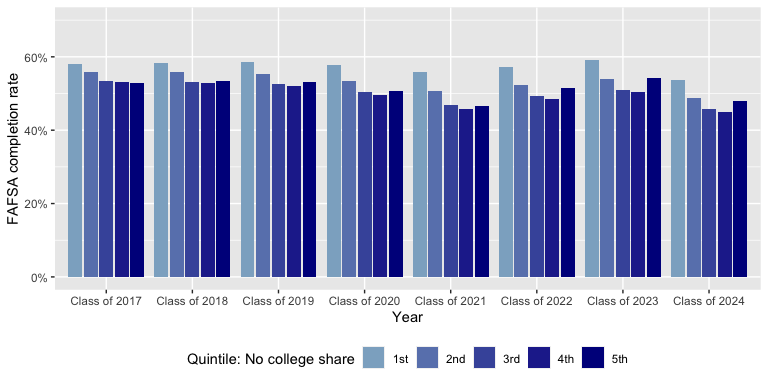 FAFSA completion rate
60%
40%
20%
0%
Class of 2017 Class of 2018 Class of 2019 Class of 2020 Class of 2021 Class of 2022 Class of 2023 Class of 2024
Year
Quintile: No college share 1st 2nd 3rd 4th 5th